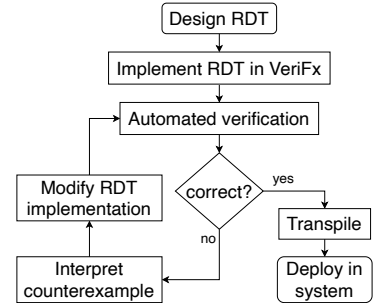 Design RDT
Implement RDT in VeriFx
Automated verification
correct?
yes
no
Modify RDT
implementation
Transpile
Interpret
counterexample
Deploy in
system